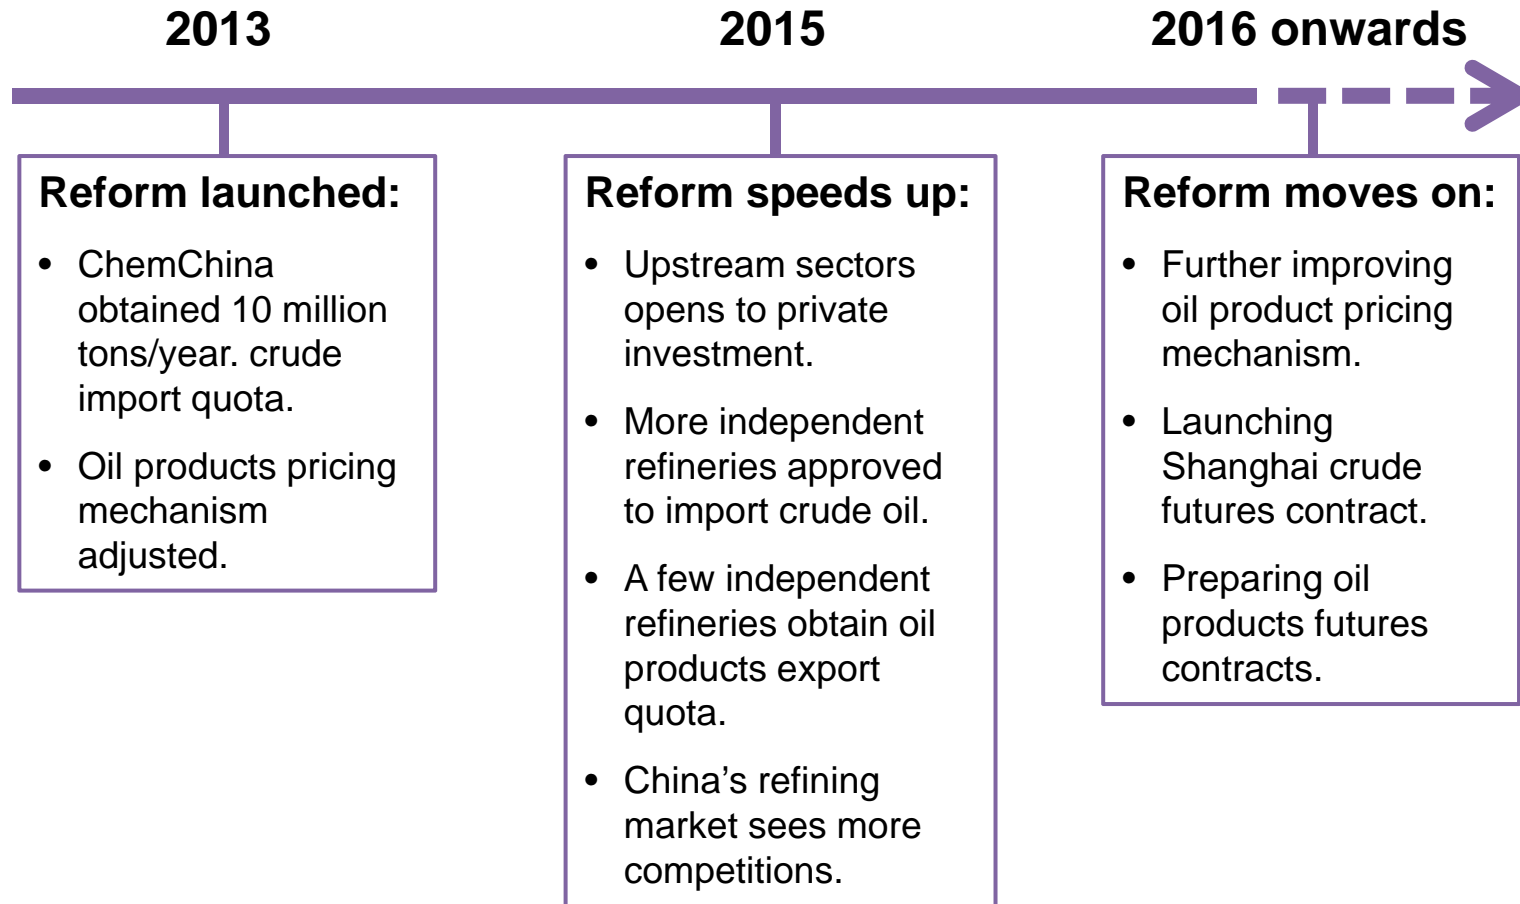 2013
2015
2016 onwards
Reform launched:
• ChemChina
obtained 10 million
tons/year. crude
import quota.
• Oil products pricing
mechanism
adjusted.
Reform speeds up:
• Upstream sectors
opens to private
investment.
• More independent
refineries approved
to import crude oil.
• A few independent
refineries obtain oil
products export
quota.
• China’s refining
market sees more
competitions.
Reform moves on:
• Further improving
oil product pricing
mechanism.
• Launching
Shanghai crude
futures contract.
• Preparing oil
products futures
contracts.